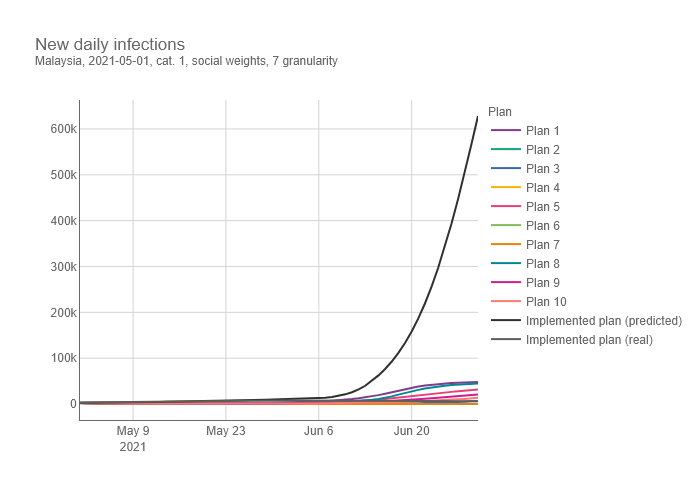 New daily infections
Malaysia, 2021-05-01, cat. 1, social weights, 7 granularity
600k
500k
400k
300k
200k
100k
0
May 9
2021
May 23
Jun 6
Jun 20
Plan
Plan 1
Plan 2
Plan 3
Plan 4
Plan 5
Plan 6
Plan 7
Plan 8
Plan 9
Plan 10
Implemented plan (predicted)
Implemented plan (real)